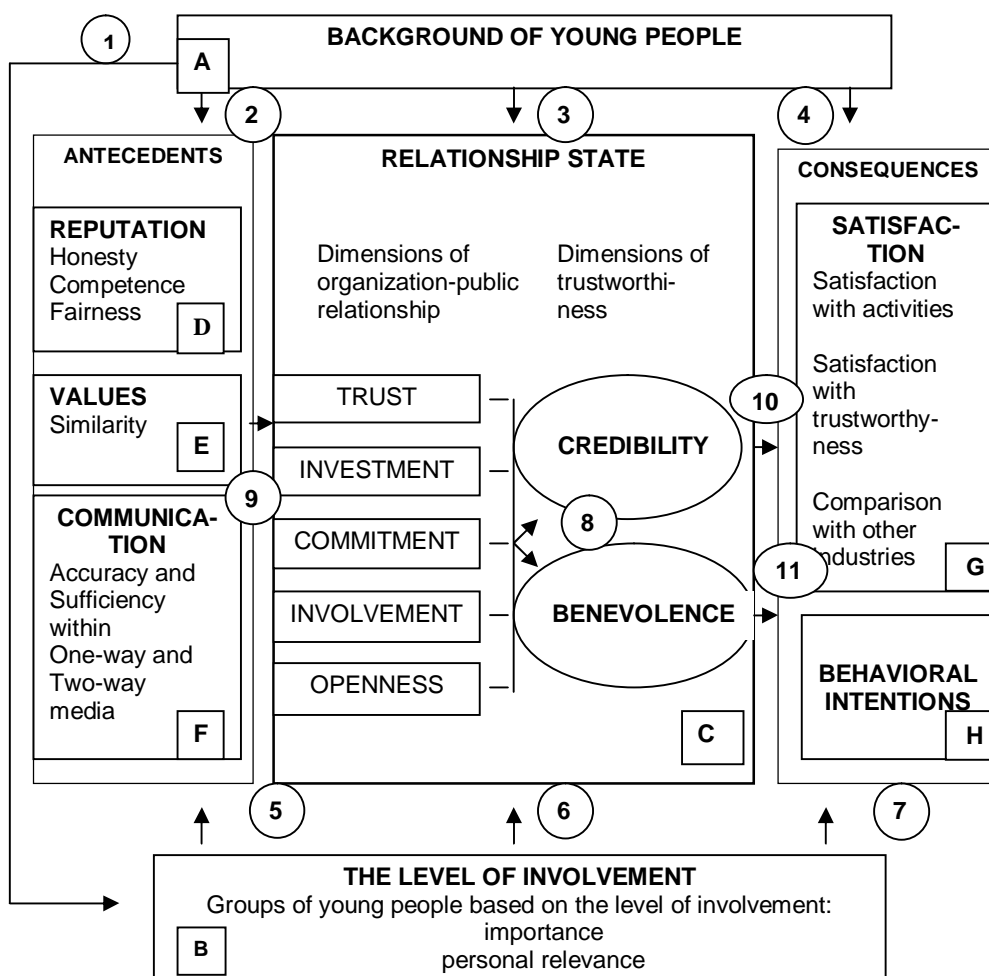 1
BACKGROUND OF YOUNG PEOPLE
A
2
3
4
ANTECEDENTS
REPUTATION
Honesty
Competence
Fairness
D
VALUES
Similarity
E
9
COMMUNICA-
TION
Accuracy and
Sufficiency
within
One-way and
Two-way
media
F
RELATIONSHIP STATE
Dimensions of
organization-public
relationship
Dimensions of
trustworthi-
ness
TRUST
INVESTMENT
COMMITMENT
INVOLVEMENT
OPENNESS
CREDIBILITY
8
BENEVOLENCE
C
10
11
CONSEQUENCES
SATISFAC-
TION
Satisfaction
with activities
Satisfaction
with
trustworthy-
ness
Comparison
with other
industries
G
BEHAVIORAL
INTENTIONS
H
5
6
7
THE LEVEL OF INVOLVEMENT
Groups of young people based on the level of involvement:
importance
personal relevance
B